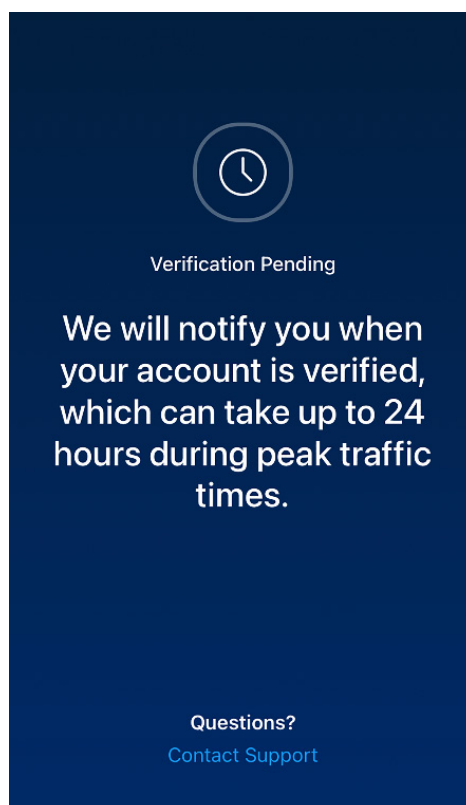 Verification Pending
We will notify you when
your account is verified,
which can take up to 24
hours during peak traffic
times.
Questions?
Contact Support